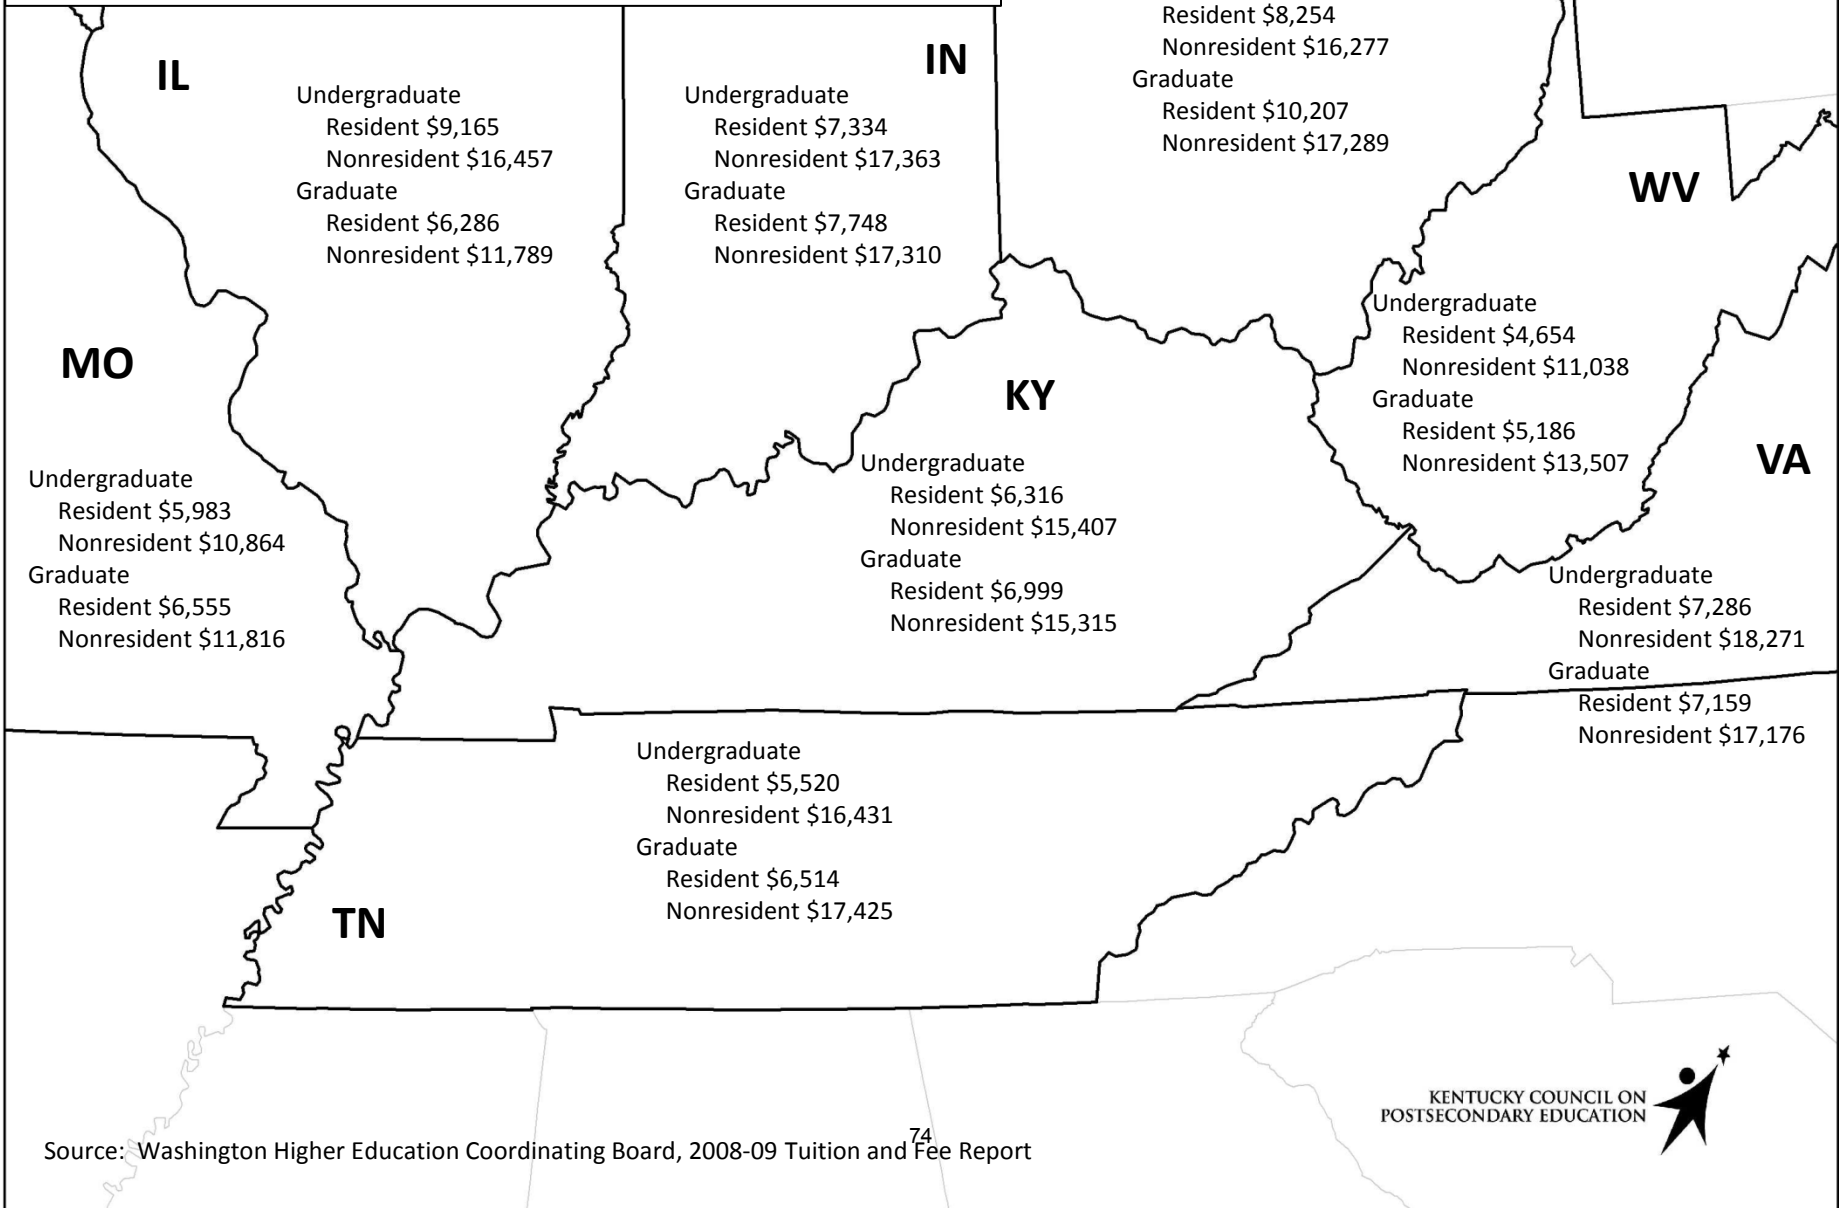 Resident $8,254
Nonresident $16,277
Graduate
Resident $10,207
Nonresident $17,289
IL
Undergraduate
Resident $9,165
Nonresident $16,457
Graduate
Resident $6,286
Nonresident $11,789
IN
Undergraduate
Resident $7,334
Nonresident $17,363
Graduate
Resident $7,748
Nonresident $17,310
WV
Undergraduate
Resident $4,654
Nonresident $11,038
Graduate
Resident $5,186
Nonresident $13,507
MO
Undergraduate
Resident $5,983
Nonresident $10,864
Graduate
Resident $6,555
Nonresident $11,816
KY
Undergraduate
Resident $6,316
Nonresident $15,407
Graduate
Resident $6,999
Nonresident $15,315
VA
Undergraduate
Resident $7,286
Nonresident $18,271
Graduate
Resident $7,159
Nonresident $17,176
TN
Undergraduate
Resident $5,520
Nonresident $16,431
Graduate
Resident $6,514
Nonresident $17,425
KENTUCKY COUNCIL ON
POSTSECONDARY EDUCATION
74
Source: Washington Higher Education Coordinating Board, 2008-09 Tuition and Fee Report